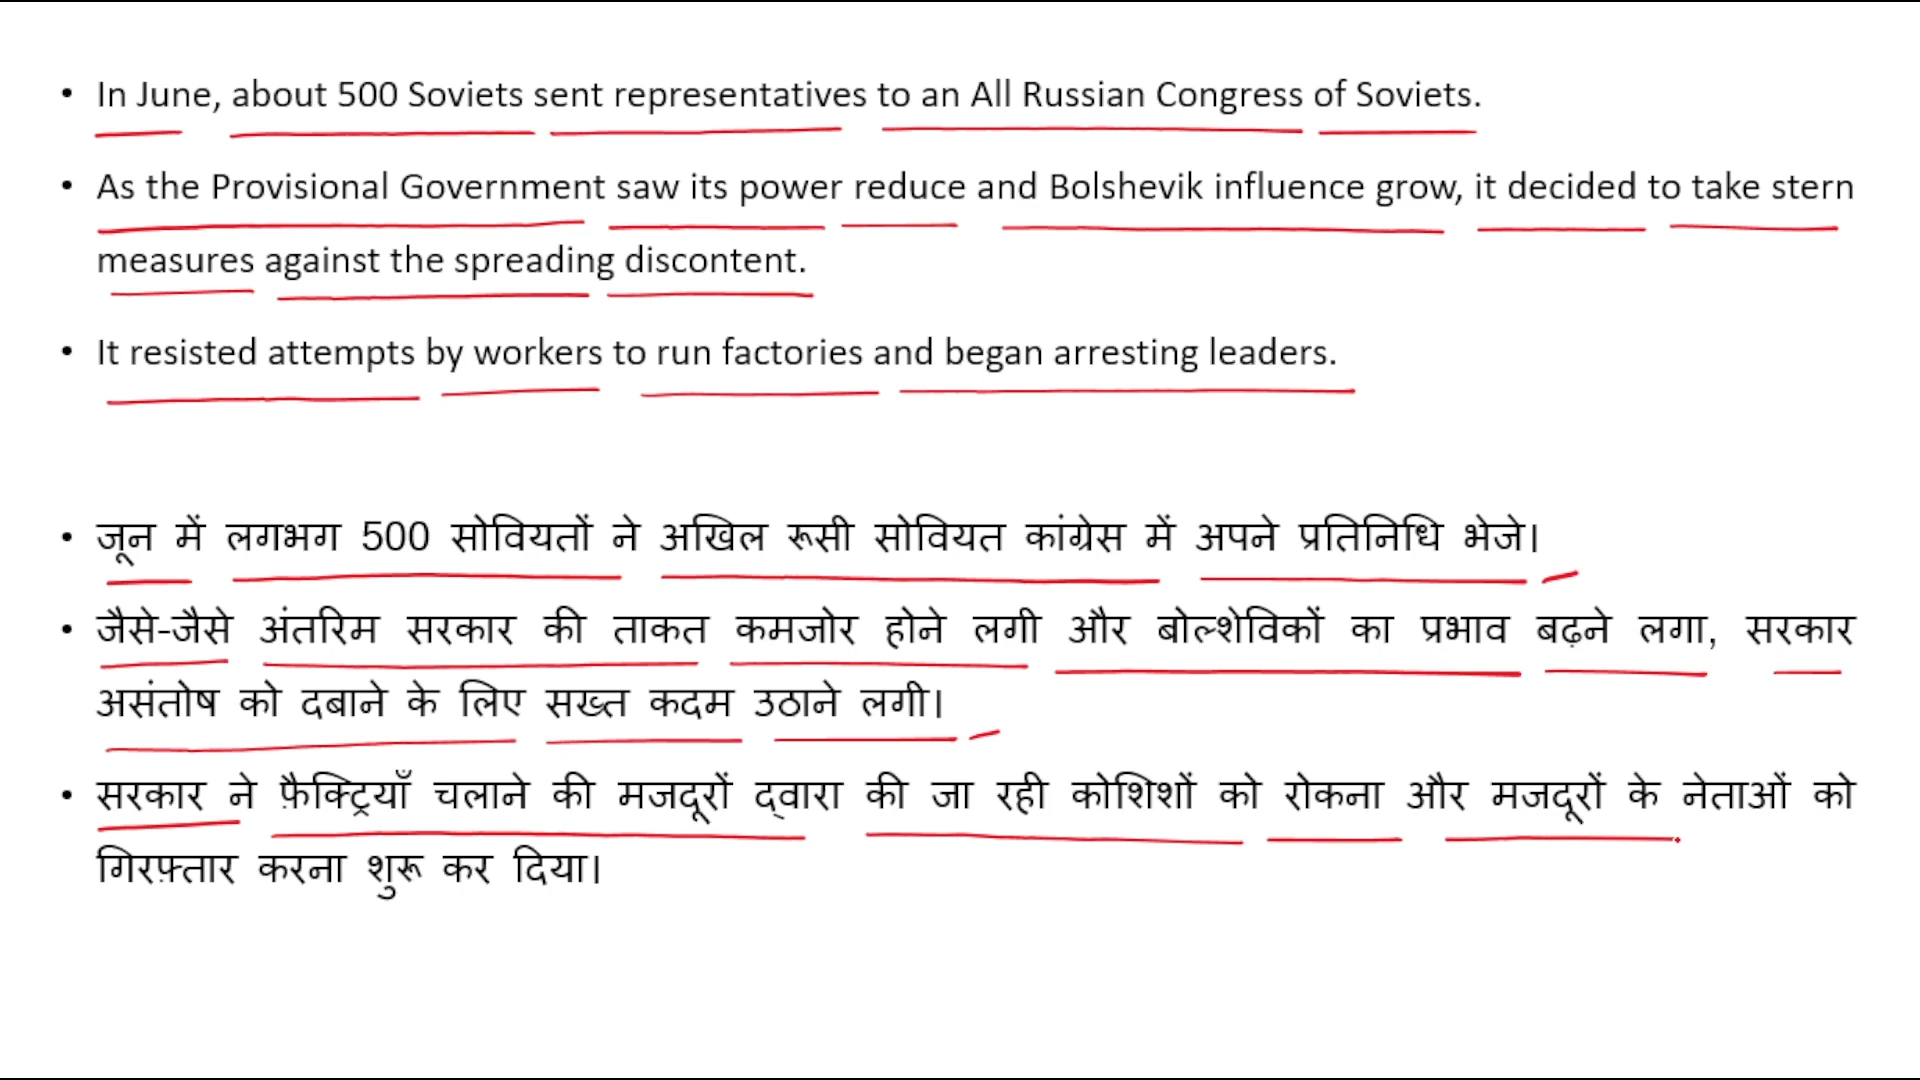 • In June, about 500 Soviets sent representatives to an All Russian Congress of Soviets.
• As the Provisional Government saw its power reduce and Bolshevik influence grow, it decided to take stern
measures against the spreading discontent.
• It resisted attempts by workers to run factories and began arresting leaders.
• जून में लगभग 500 सोवियतों ने अखिल रूसी सोवियत कांग्रेस में अपने प्रतिनिधि भेजे।
• जैसे-जैसे अंतरिम सरकार की ताकत कमजोर होने लगी और बोल्शेविकों का प्रभाव बढ़ने लगा, सरकार
असंतोष को दबाने के लिए सख्त कदम उठाने लगी।
• सरकार ने फ़ैक्ट्रियाँ चलाने की मजदूरों द्वारा की जा रही कोशिशों को रोकना और मजदूरों के नेताओं को
गिरफ़्तार करना शुरू कर दिया।